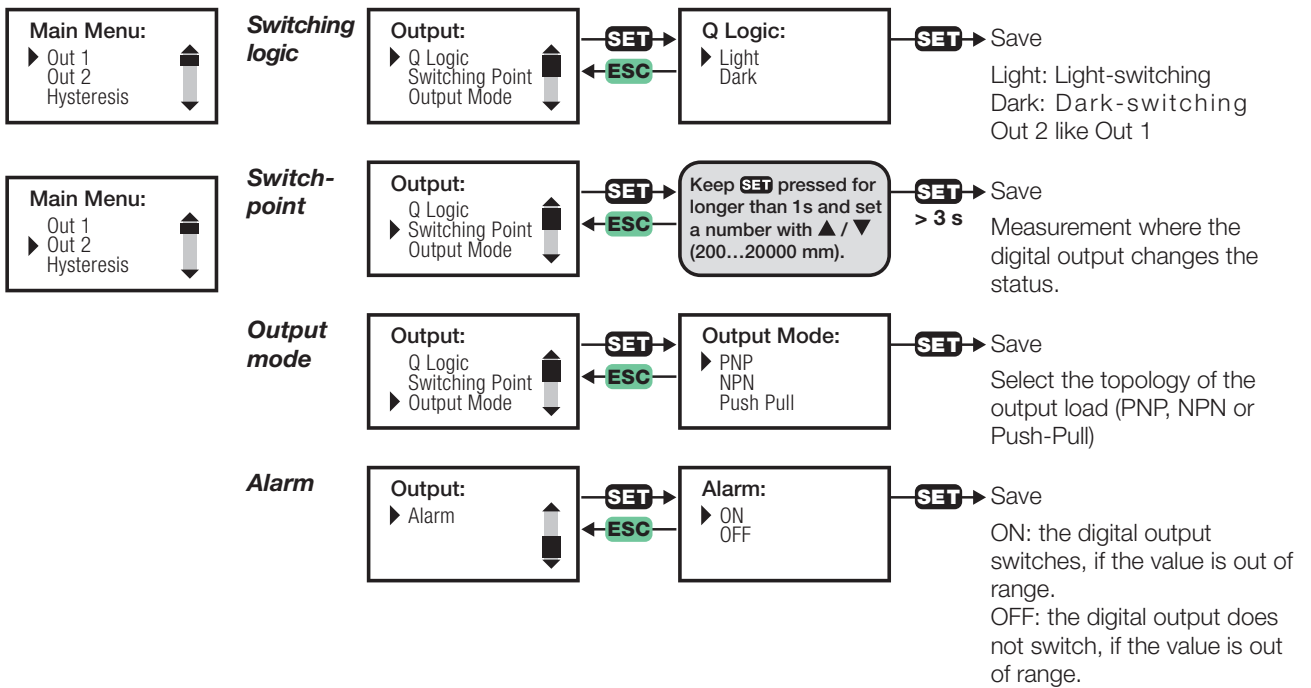 Main Menu:
Out 1
Out 2
Hysteresis
Switching
logic
Output:
Q Logic
Switching Point
Output Mode
SET
ESC
Q Logic:
Light
Dark
SET
Save
Light: Light-switching
Dark: Dark-switching
Out 2 like Out 1
Main Menu:
Out 1
Out 2
Hysteresis
Switch-
point
Output:
Q Logic
Switching Point
Output Mode
SET
ESC
Keep SET pressed for
longer than 1s and set
a number with ▲ / ▼
(200…20000 mm).
SET
> 3 s
Save
Measurement where the
digital output changes the
status.
Output
mode
Output:
Q Logic
Switching Point
Output Mode
SET
ESC
Output Mode:
PNP
NPN
Push Pull
SET
Save
Select the topology of the
output load (PNP, NPN or
Push-Pull)
Alarm
Output:
Alarm
SET
ESC
Alarm:
ON
OFF
SET
Save
ON: the digital output
switches, if the value is out of
range.
OFF: the digital output does
not switch, if the value is out
of range.